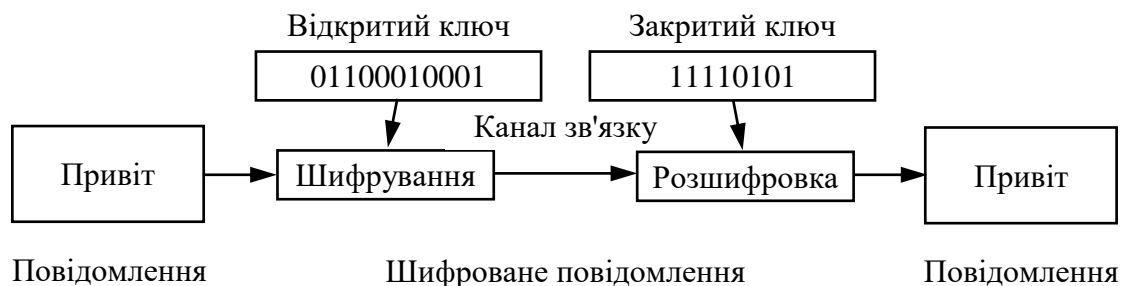 Відкритий ключ
Закритий ключ
01100010001
11110101
Канал зв'язку
Привіт
Шифрування
Розшифровка
Привіт
Повідомлення
Шифроване повідомлення
Повідомлення